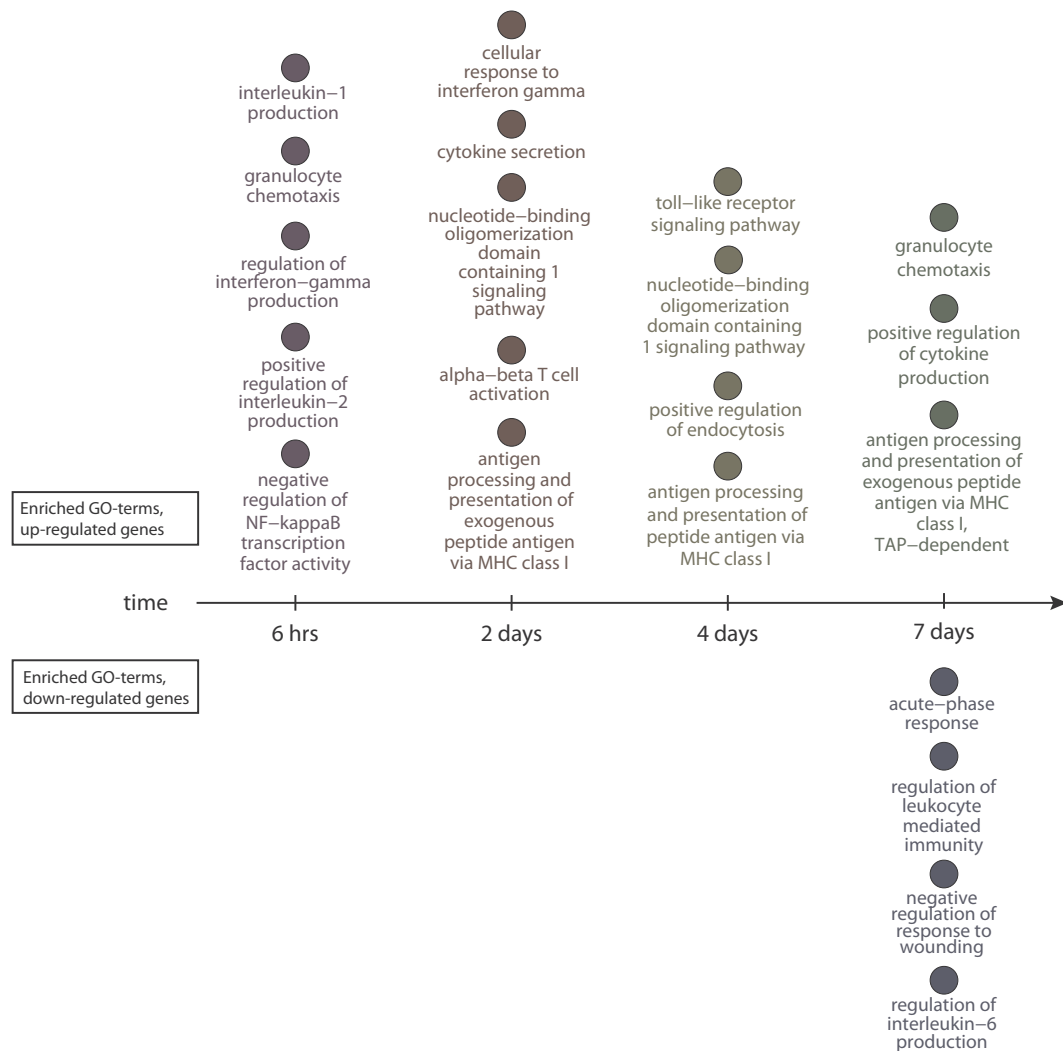 interleukin−1
production
granulocyte
chemotaxis
regulation of
interferon−gamma
production
positive
regulation of
interleukin−2
production
negative
regulation of
NF−kappaB
transcription
factor activity
cellular
response to
interferon gamma
cytokine secretion
nucleotide−binding
oligomerization
domain
containing 1
signaling
pathway
alpha−beta T cell
activation
antigen
processing and
presentation of
exogenous
peptide antigen
via MHC class I
toll−like receptor
signaling pathway
nucleotide−binding
oligomerization
domain containing
1 signaling pathway
positive regulation
of endocytosis
antigen processing
and presentation of
peptide antigen via
MHC class I
granulocyte
chemotaxis
positive regulation
of cytokine
production
antigen processing
and presentation of
exogenous peptide
antigen via MHC
class I,
TAP−dependent
Enriched GO-terms,
up-regulated genes
time
6 hrs
2 days
4 days
7 days
Enriched GO-terms,
down-regulated genes
acute−phase
response
regulation of
leukocyte
mediated
immunity
negative
regulation of
response to
wounding
regulation of
interleukin−6
production